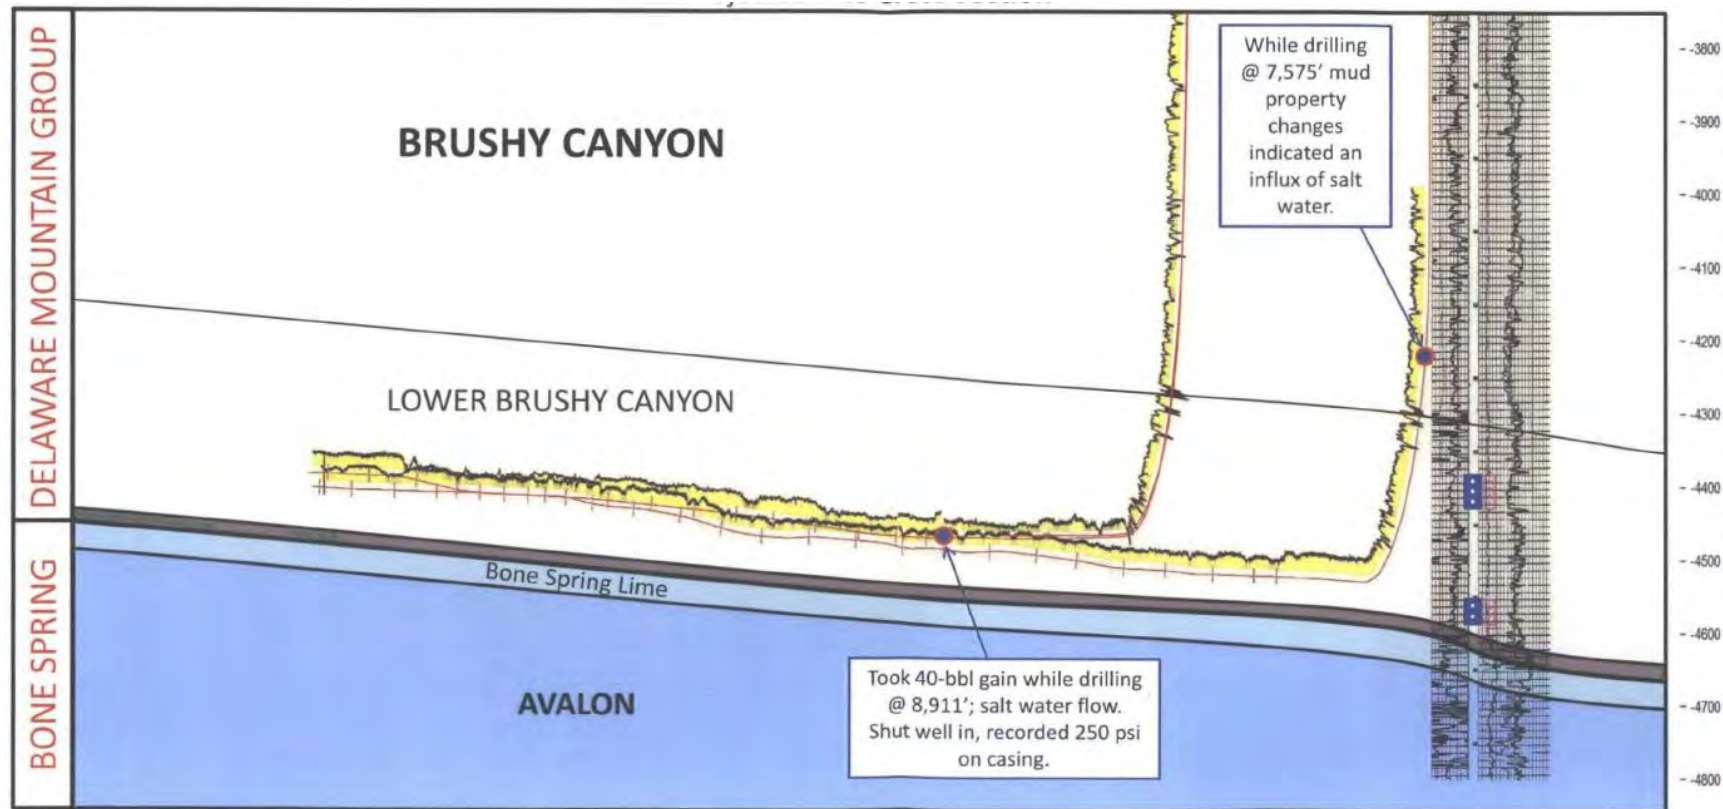 DELAWARE MOUNTAIN GROUP
BONE SPRING
BRUSHY CANYON
LOWER BRUSHY CANYON
Bone Spring Lime
AVALON
While drilling
@ 7,575' mud
property
changes
indicated an
influx of salt
water.
Took 40-bbl gain while drilling
@ 8,911'; salt water flow.
Shut well in, recorded 250 psi
on casing.
-3800
-3900
-4000
-4100
-4200
-4300
-4400
-4500
-4600
-4700
-4800